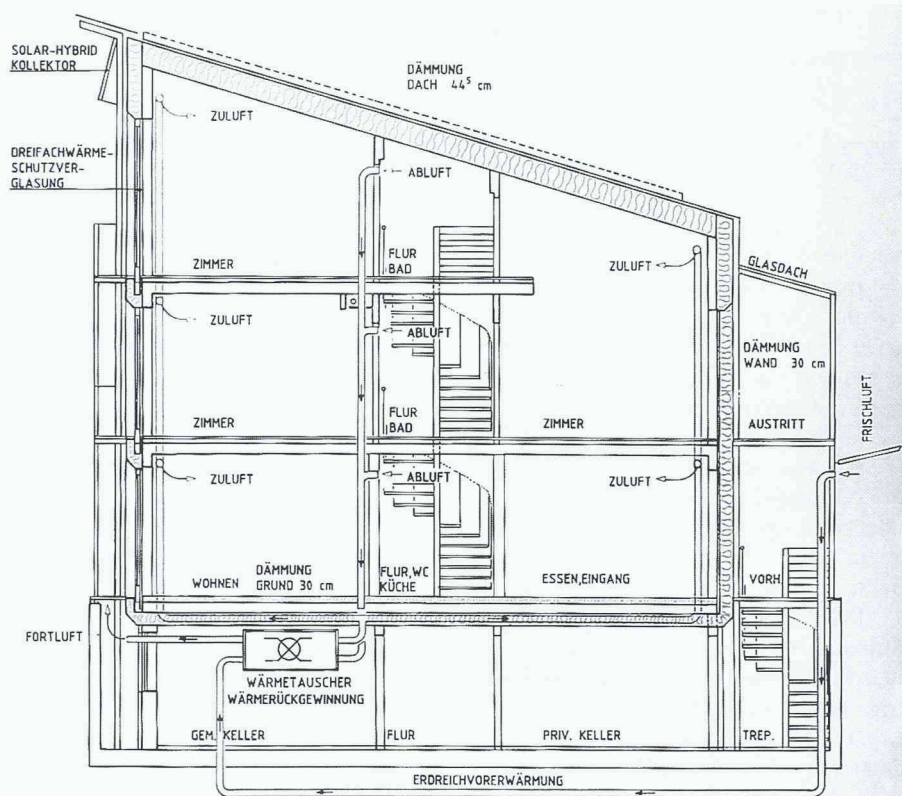 SOLAR-HYBRID
KOLLEKTOR
DÄMMUNG
DACH 44⁵ cm
ZULUFT
DREIFACHWÄRME-
SCHUTZVER-
GLASUNG
ABLUFT
ZIMMER
FLUR
BAD
ZULUFT
GLASDACH
ZULUFT
ABLUFT
DÄMMUNG
WAND 30 cm
FRISCHLUFT
ZIMMER
FLUR
BAD
ZIMMER
AUSTRITT
ZULUFT
ABLUFT
ZULUFT
WOHNEN
DÄMMUNG
GRUND 30 cm
FLUR,WC
KÜCHE
ESSEN,EINGANG
VORH.
FORTLUFT
WÄRMETAUSCHER
WÄRMERÜCKGEWINNUNG
GEM. KELLER
FLUR
PRIV. KELLER
TREP.
ERDREICHVORERWÄRMUNG